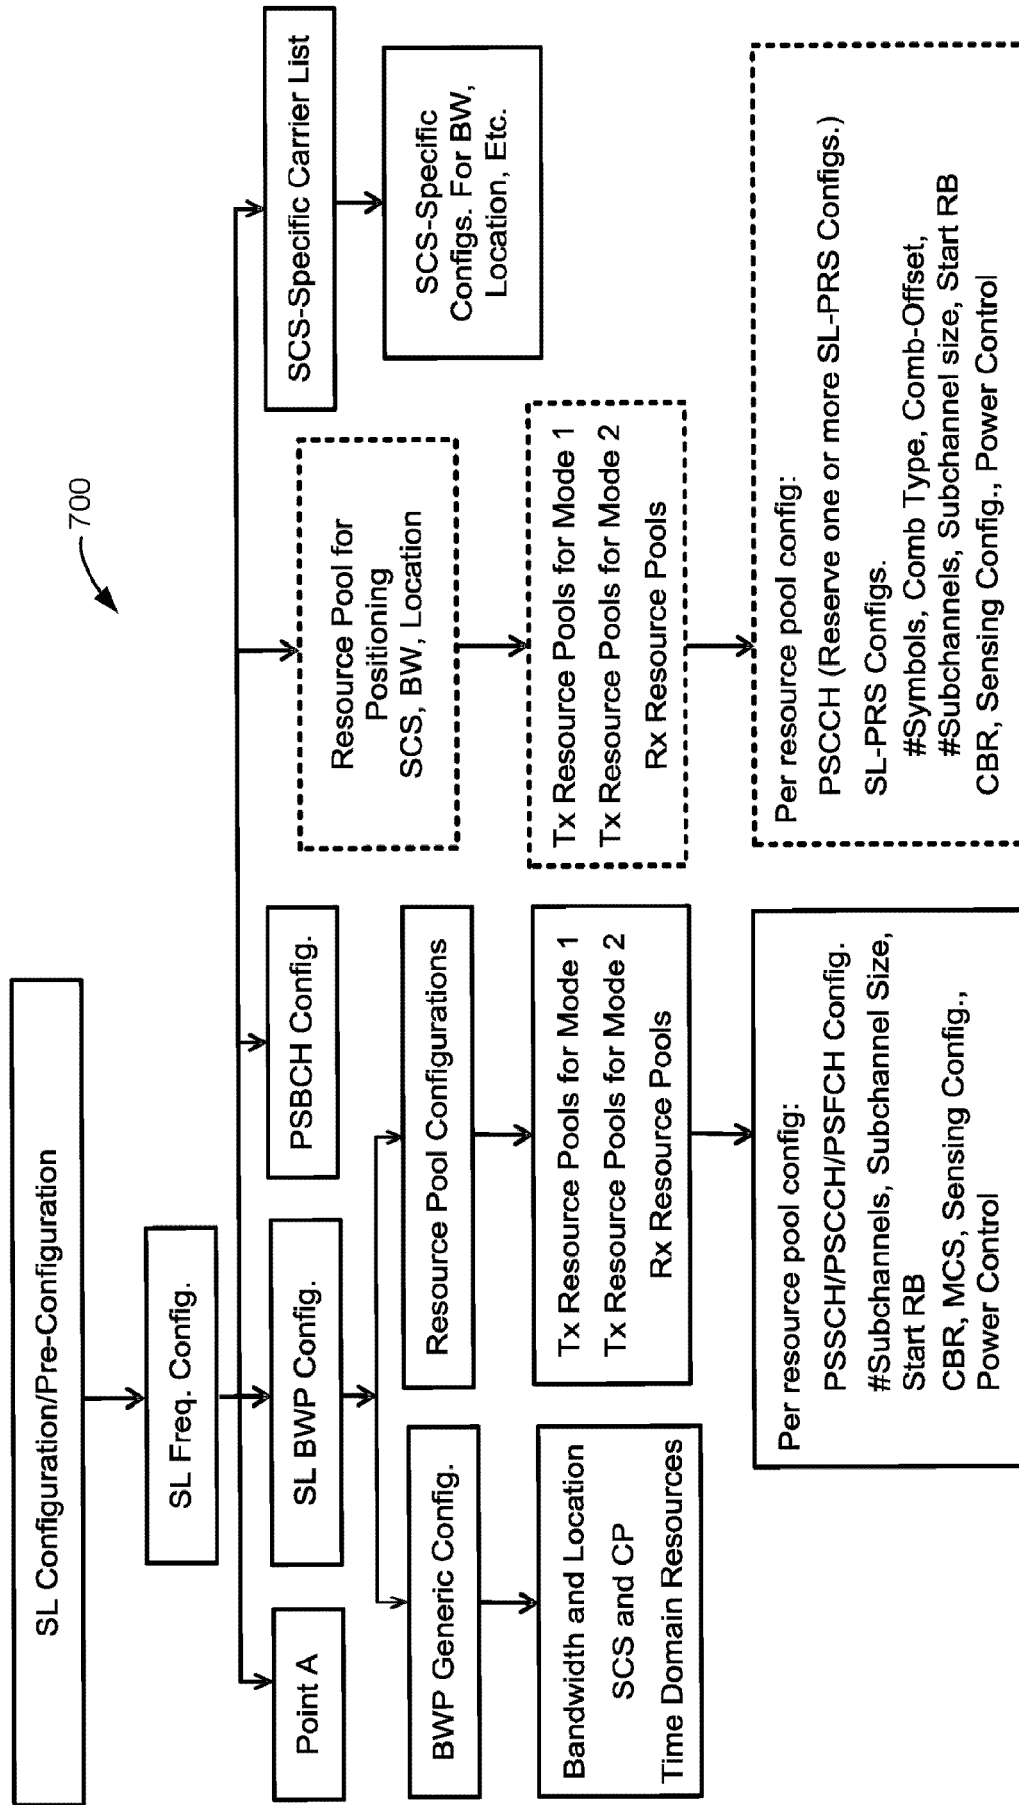 700
SL Configuration/Pre-Configuration
SL Freq. Config.
Point A
SL BWP Config.
PSBCH Config.
Resource Pool for
Positioning
SCS, BW, Location
SCS-Specific Carrier List
BWP Generic Config.
Resource Pool Configurations
SCS-Specific
Configs. For BW,
Location, Etc.
Bandwidth and Location
SCS and CP
Time Domain Resources
Tx Resource Pools for Mode 1
Tx Resource Pools for Mode 2
Rx Resource Pools
Tx Resource Pools for Mode 1
Tx Resource Pools for Mode 2
Rx Resource Pools
Per resource pool config:
PSSCH/PSCCH/PSFCH Config.
#Subchannels, Subchannel Size,
Start RB
CBR, MCS, Sensing Config.,
Power Control
Per resource pool config:
PSCCH (Reserve one or more SL-PRS Configs.)
SL-PRS Configs.
#Symbols, Comb Type, Comb-Offset,
#Subchannels, Subchannel size, Start RB
CBR, Sensing Config., Power Control